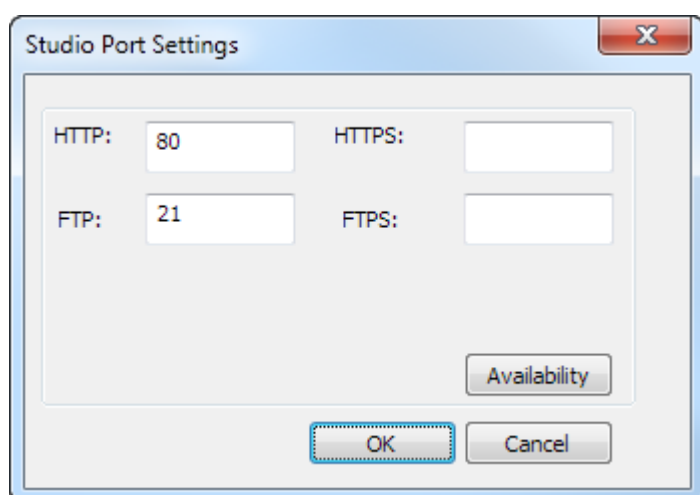 Studio Port Settings
HTTP: 80 HTTPS:
FTP: 21 FTPS:
Availability
OK Cancel